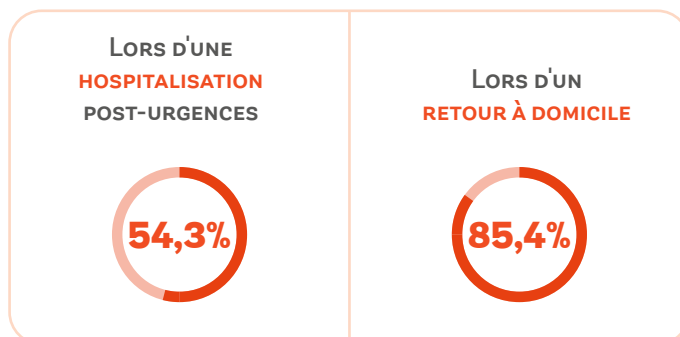 Lors d'une
hospitalisation
post-urgences
54,3%
Lors d'un
retour à domicile
85,4%